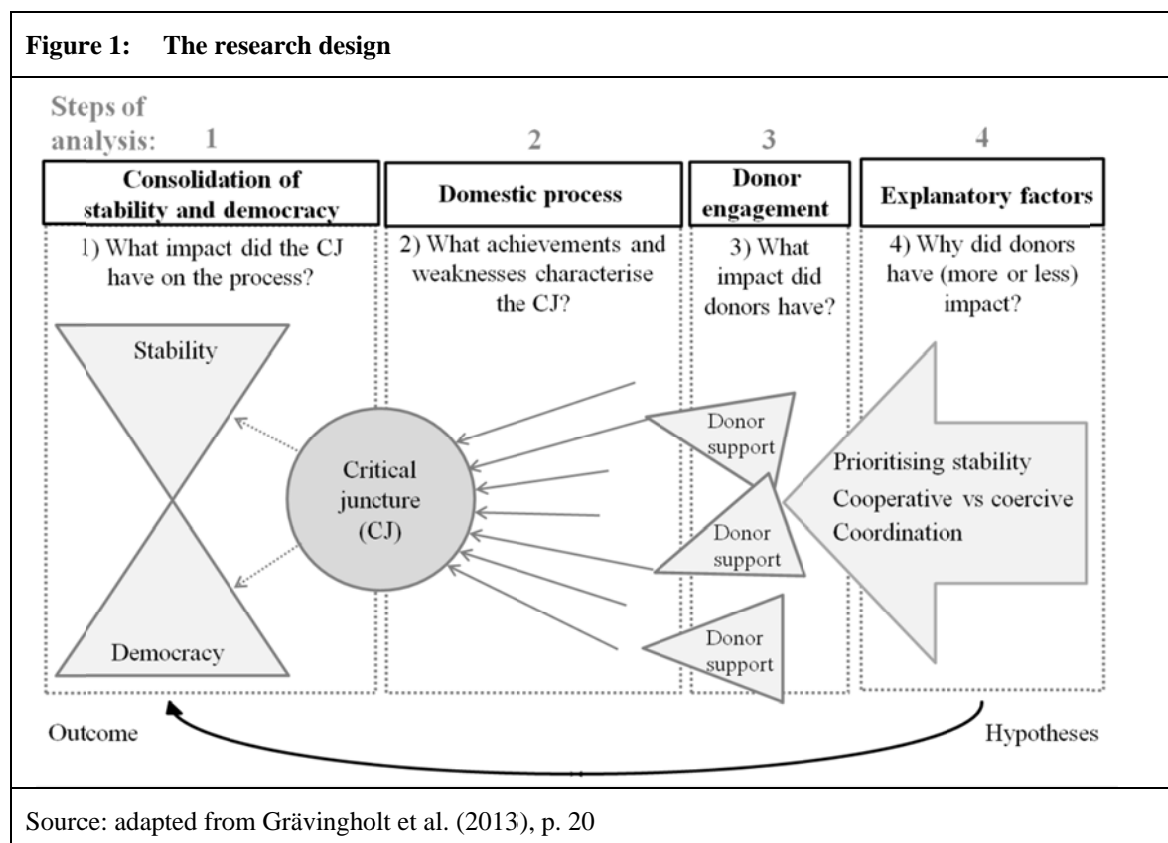 Figure 1: The research design
Steps of
analysis: 1 2 3 4
Consolidation of
stability and democracy
Domestic process
Donor
engagement
Explanatory factors
1) What impact did the CJ
have on the process?
2) What achievements and
weaknesses characterise
the CJ?
3) What
impact did
donors have?
4) Why did donors
have (more or less)
impact?
Stability
Democracy
Critical
juncture
(CJ)
Donor
support
Donor
support
Donor
support
Prioritising stability
Cooperative vs coercive
Coordination
Outcome
Hypotheses
Source: adapted from Grävingholt et al. (2013), p. 20